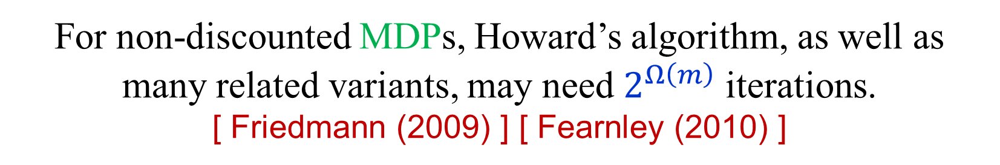 For non-discounted MDPs, Howard’s algorithm, as well as
many related variants, may need 2^{Ω(m)} iterations.
[ Friedmann (2009) ] [ Fearnley (2010) ]